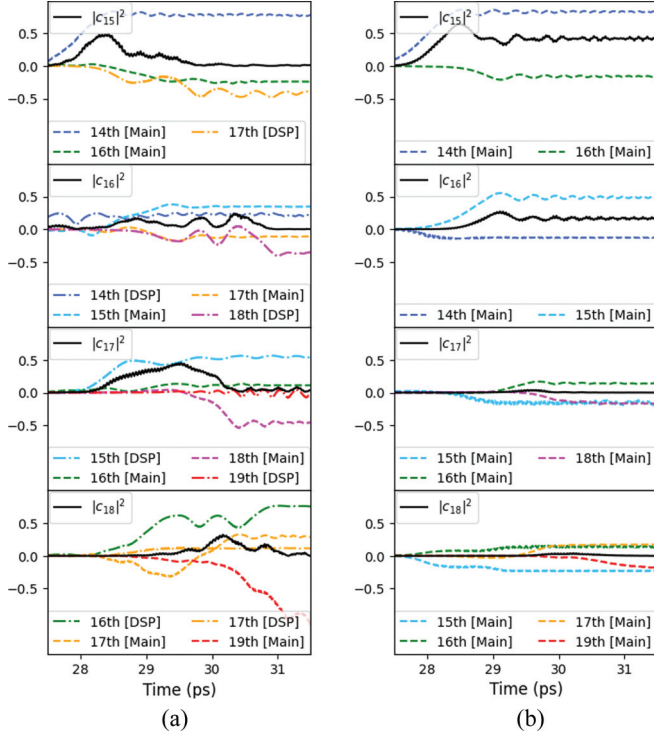 |c15|²
0.5
0.0
−0.5
14th [Main] 17th [DSP]
16th [Main]
|c16|²
0.5
0.0
−0.5
14th [DSP] 17th [Main]
15th [Main] 18th [DSP]
|c17|²
0.5
0.0
−0.5
15th [DSP] 18th [Main]
16th [Main] 19th [DSP]
|c18|²
0.5
0.0
−0.5
16th [DSP] 17th [DSP]
17th [Main] 19th [Main]
28 29 30 31
Time (ps)
(a)
|c15|²
14th [Main] 16th [Main]
|c16|²
14th [Main] 15th [Main]
|c17|²
15th [Main] 18th [Main]
16th [Main]
|c18|²
15th [Main] 17th [Main]
16th [Main] 19th [Main]
28 29 30 31
Time (ps)
(b)